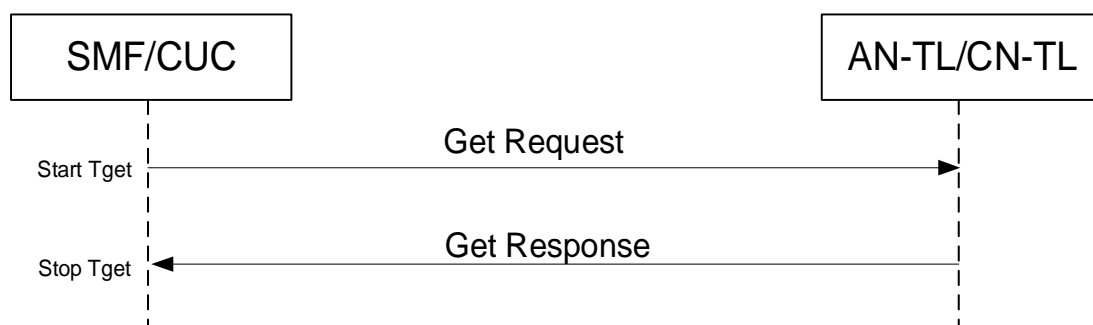 SMF/CUC
AN-TL/CN-TL
Get Request
Start Tget
Get Response
Stop Tget